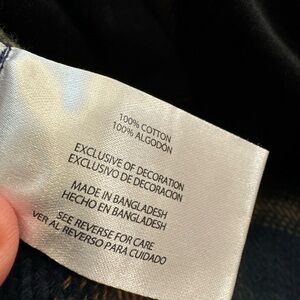 100% COTTON
100% ALGODÓN
EXCLUSIVE OF DECORATION
EXCLUSIVO DE DECORACION
MADE IN BANGLADESH
HECHO EN BANGLADESH
SEE REVERSE FOR CARE
VER AL REVERSO PARA CUIDADO